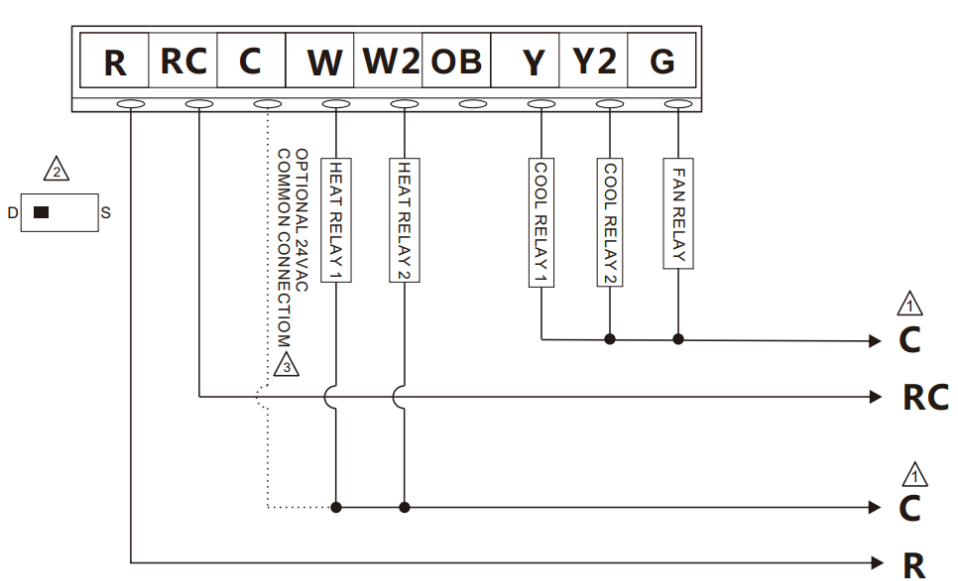 R RC C W W2 OB Y Y2 G
2
D S
OPTIONAL 24VAC
COMMON CONNECTIOM
3
HEAT RELAY 1
HEAT RELAY 2
COOL RELAY 1
COOL RELAY 2
FAN RELAY
1
C
RC
1
C
R